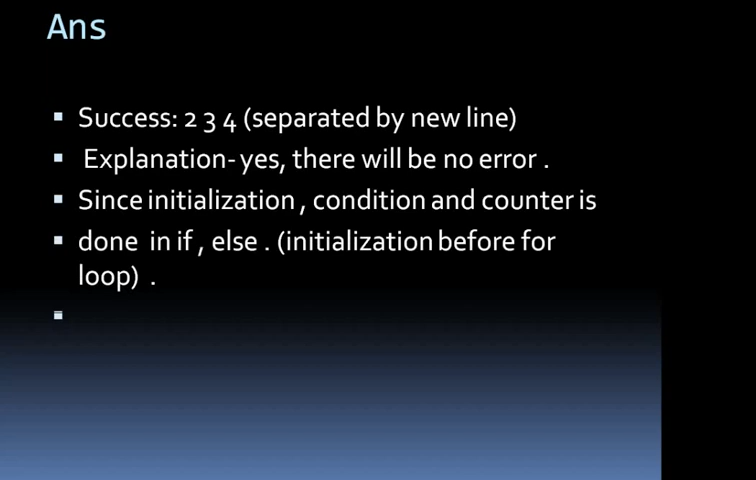 Ans
Success: 2 3 4 (separated by new line)
Explanation- yes, there will be no error .
Since initialization , condition and counter is
done in if , else . (initialization before for
loop) .